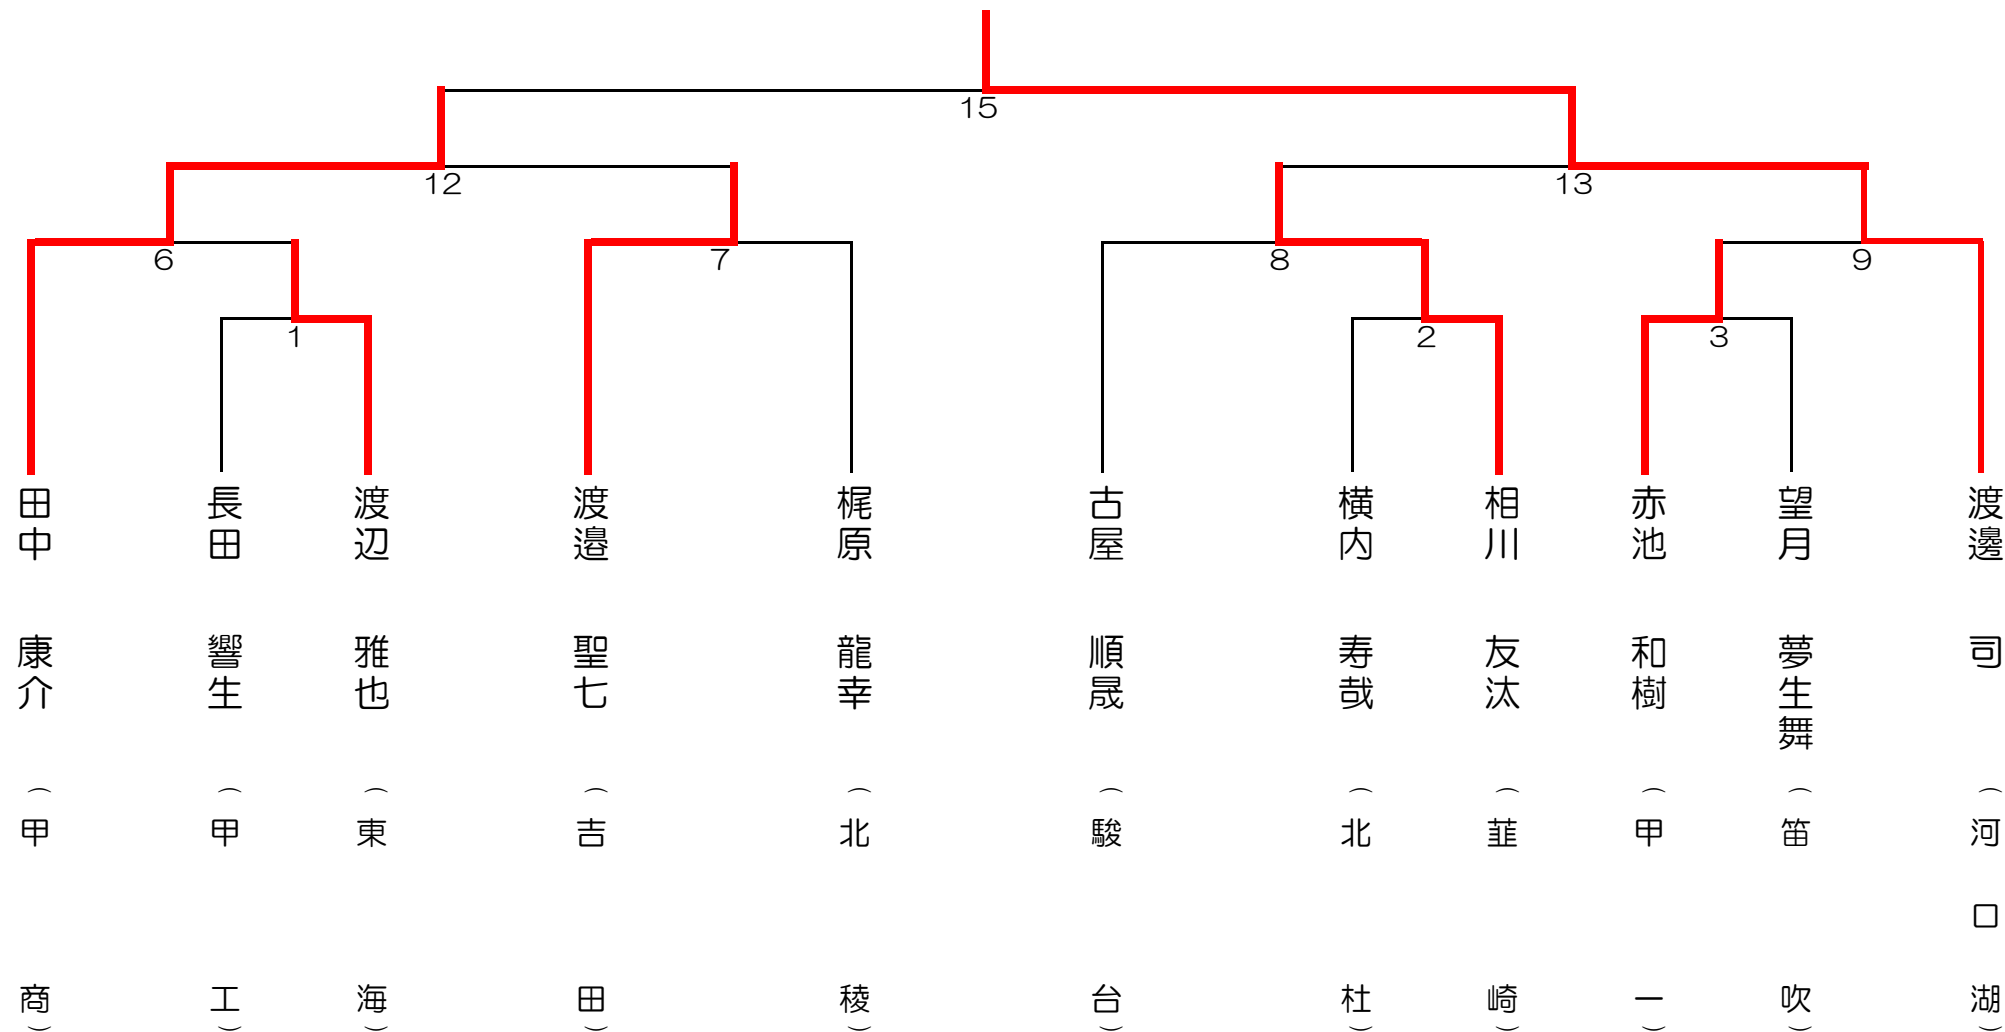 15
12
13
6
7
8
9
1
2
3
田中 康介 （甲商）
長田 響生 （甲工）
渡辺 雅也 （東海）
渡邉 聖七 （吉田）
梶原 龍幸 （北稜）
古屋 順晟 （駿台）
横内 寿哉 （北杜）
相川 友汰 （韮崎）
赤池 和樹 （甲一）
望月 夢生舞 （笛吹）
渡邊 司 （河口湖）